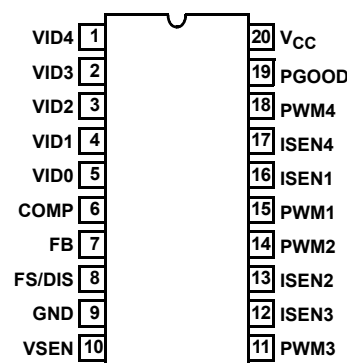 VID4 1 20 VCC
VID3 2 19 PGOOD
VID2 3 18 PWM4
VID1 4 17 ISEN4
VID0 5 16 ISEN1
COMP 6 15 PWM1
FB 7 14 PWM2
FS/DIS 8 13 ISEN2
GND 9 12 ISEN3
VSEN 10 11 PWM3